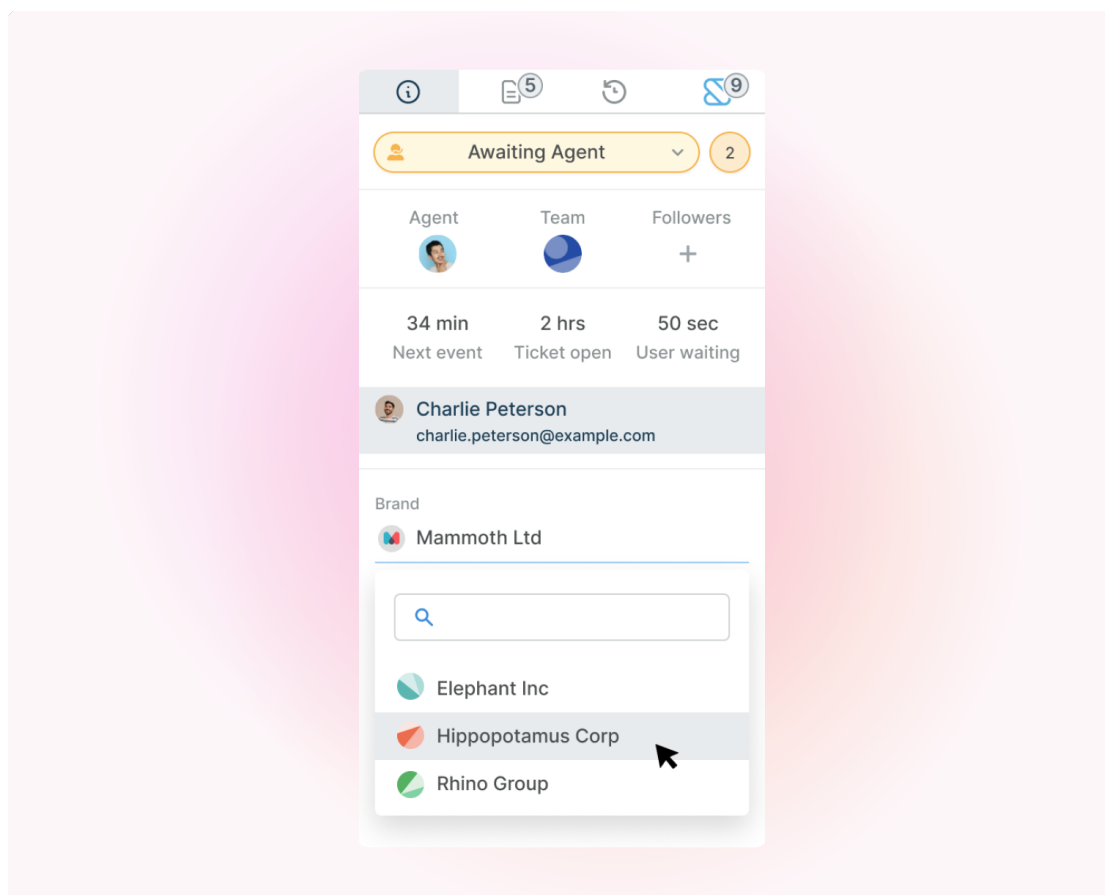 5
9
Awaiting Agent
2
Agent Team Followers
34 min 2 hrs 50 sec
Next event Ticket open User waiting
Charlie Peterson
charlie.peterson@example.com
Brand
Mammoth Ltd
Elephant Inc
Hippopotamus Corp
Rhino Group